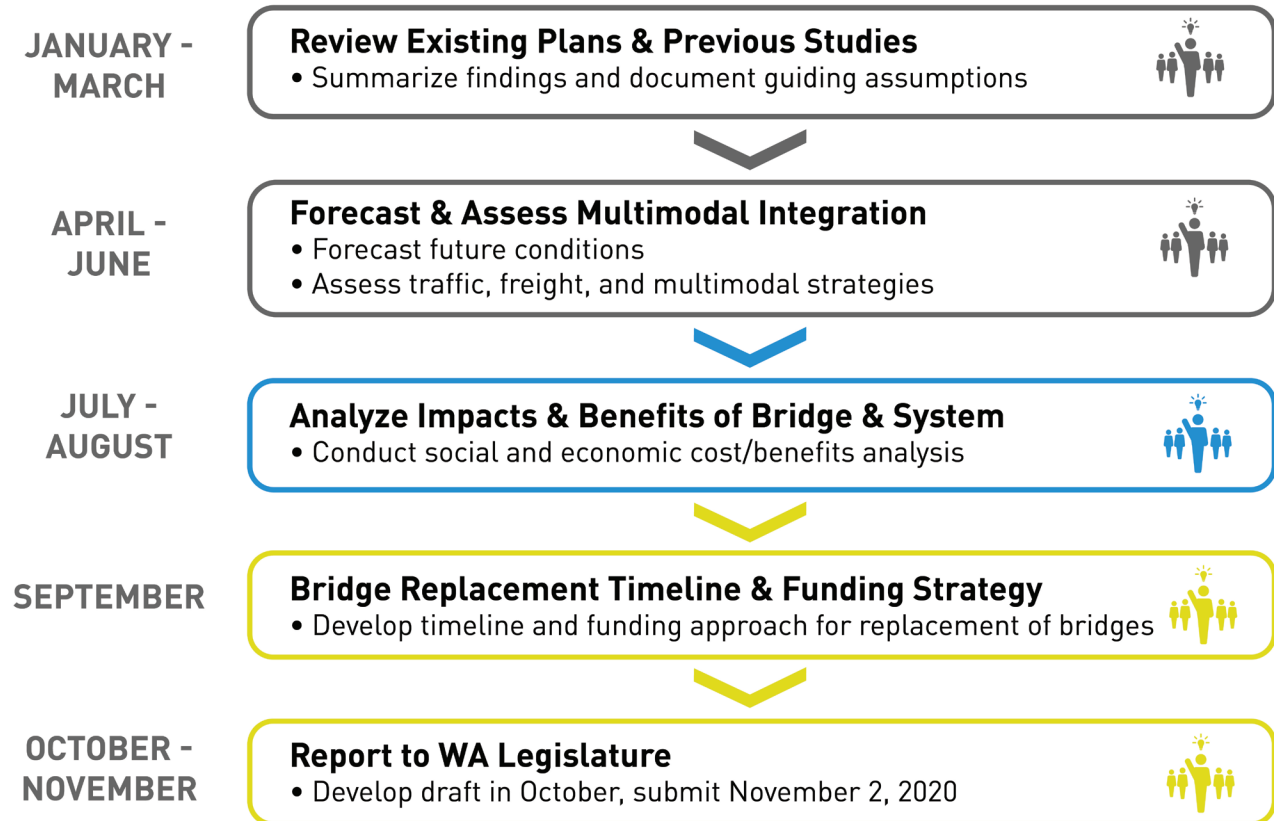 JANUARY -
MARCH
Review Existing Plans & Previous Studies
• Summarize findings and document guiding assumptions
APRIL -
JUNE
Forecast & Assess Multimodal Integration
• Forecast future conditions
• Assess traffic, freight, and multimodal strategies
JULY -
AUGUST
Analyze Impacts & Benefits of Bridge & System
• Conduct social and economic cost/benefits analysis
SEPTEMBER
Bridge Replacement Timeline & Funding Strategy
• Develop timeline and funding approach for replacement of bridges
OCTOBER -
NOVEMBER
Report to WA Legislature
• Develop draft in October, submit November 2, 2020